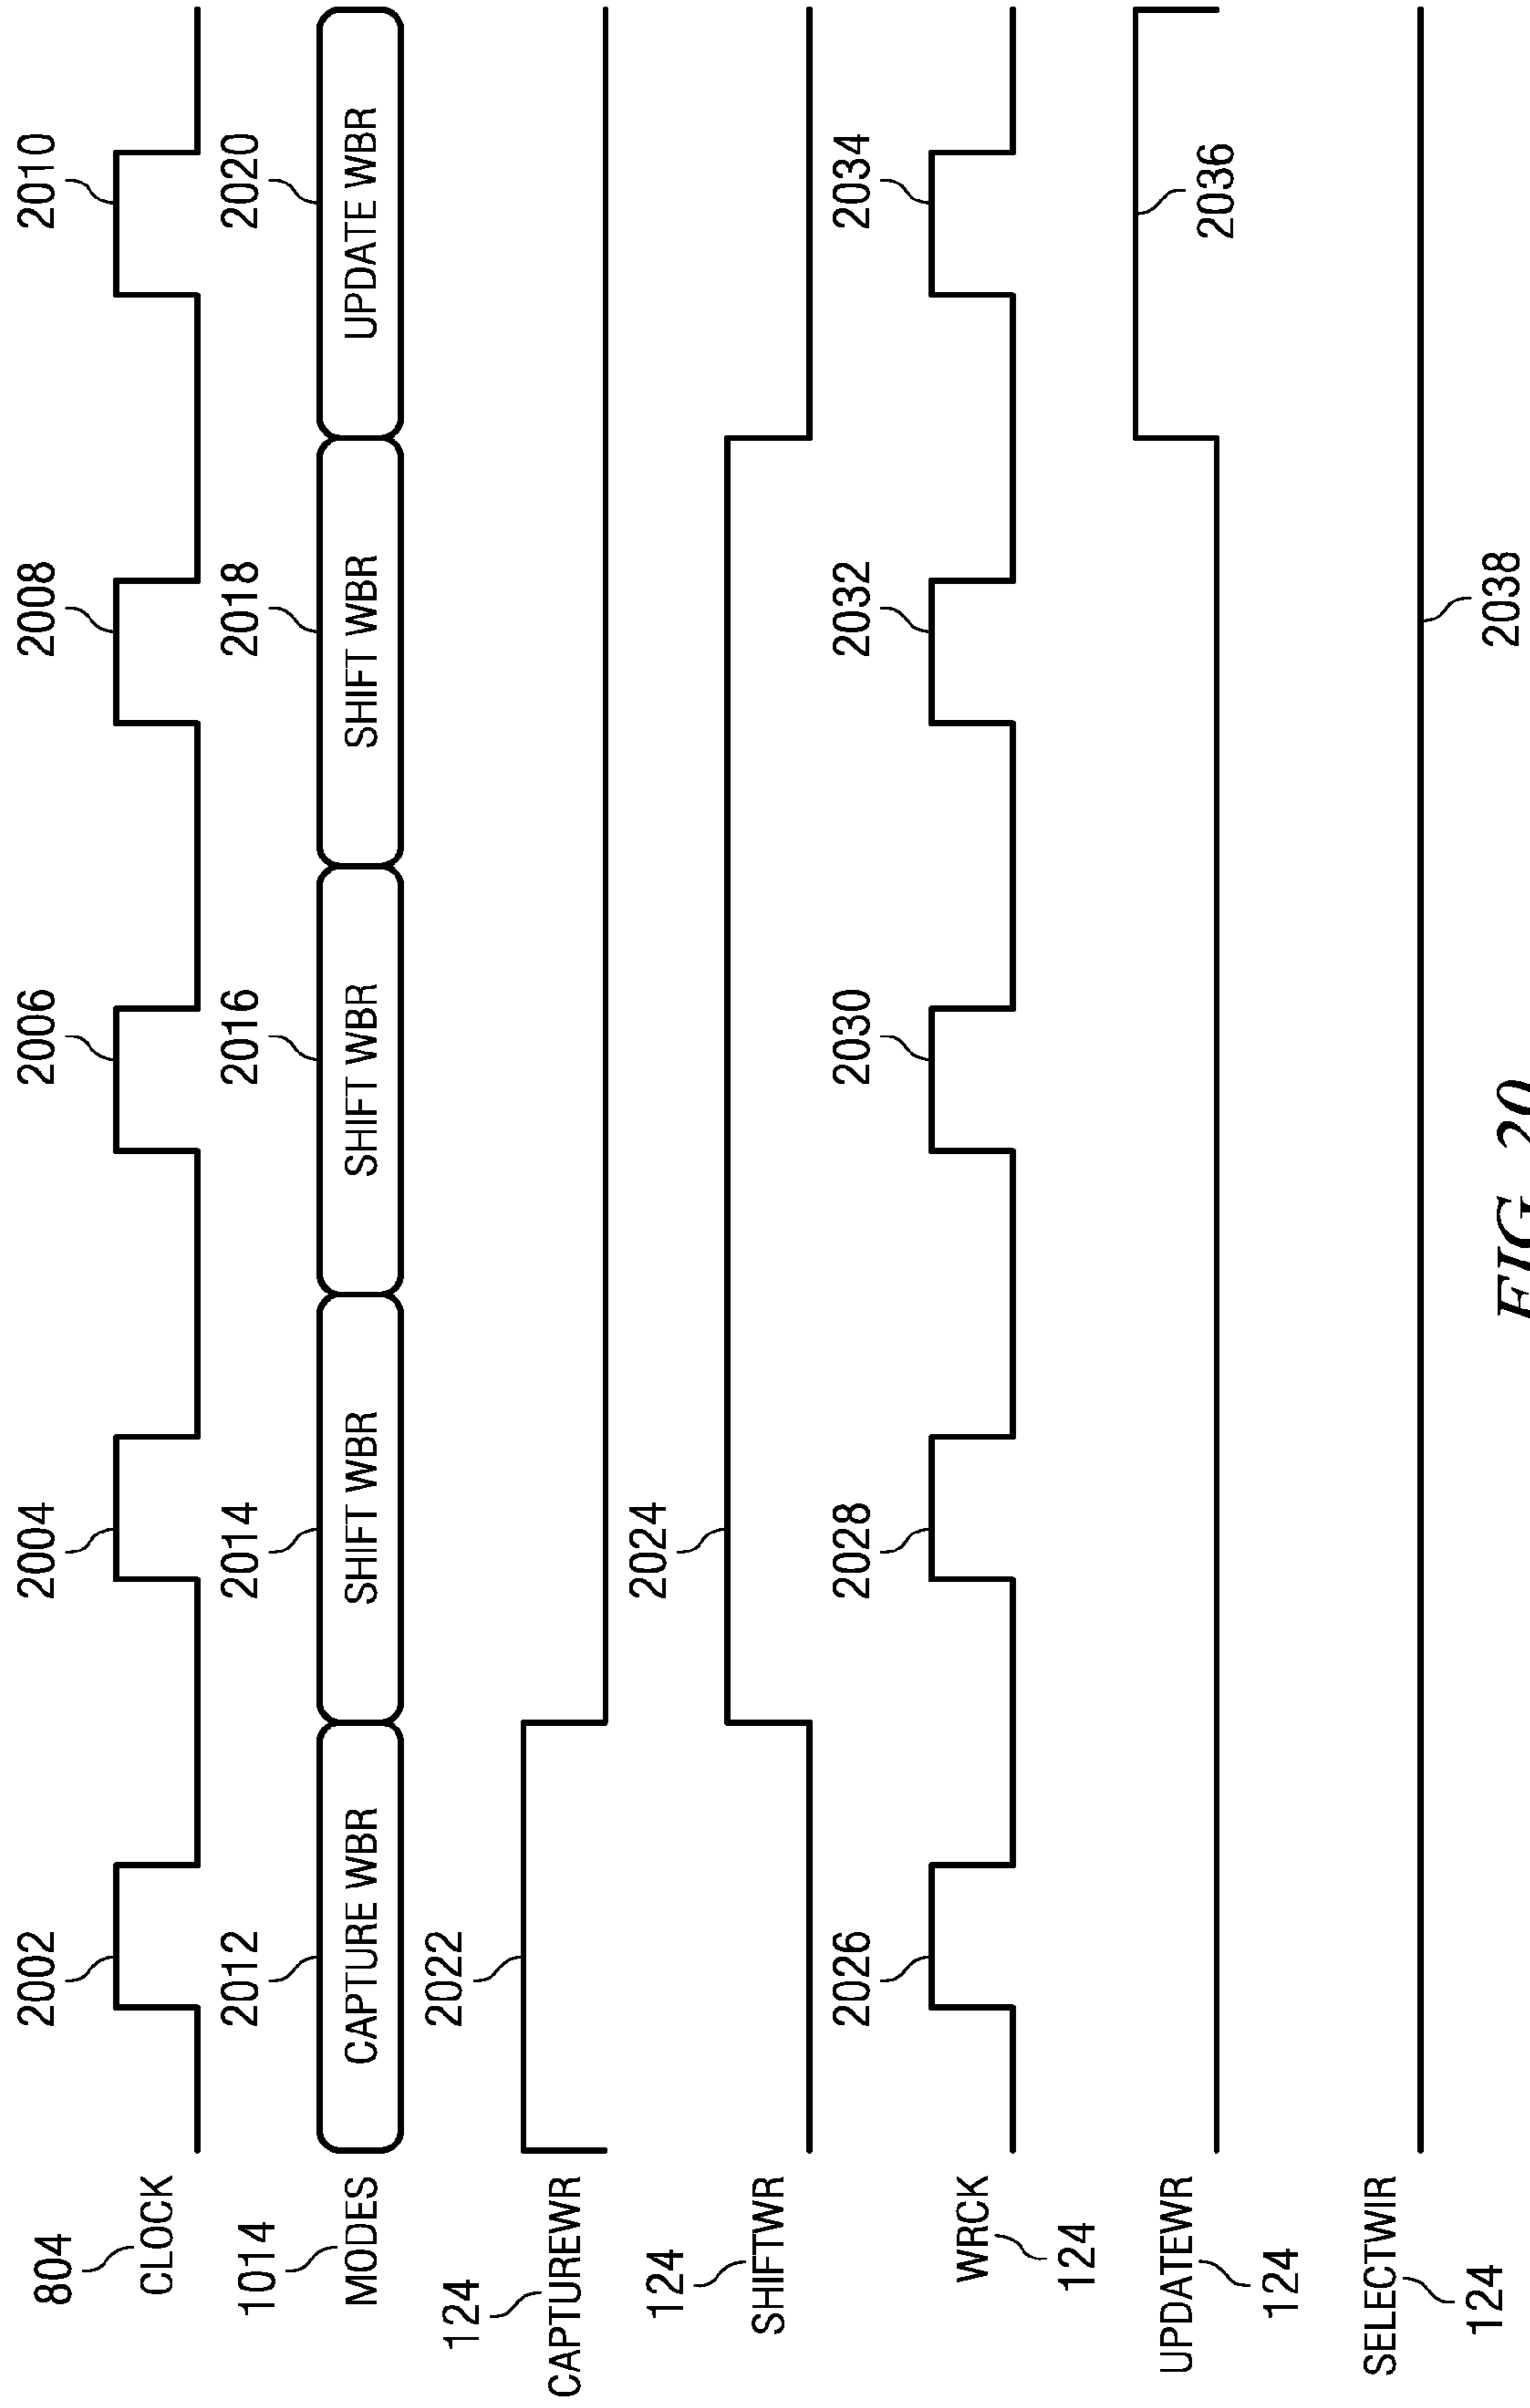 2002 2004 2006 2008 2010
804
CLOCK
2012 2014 2016 2018 2020
1014
MODES
CAPTURE WBR SHIFT WBR SHIFT WBR SHIFT WBR UPDATE WBR
2022
124
CAPTUREWR
2024
124
SHIFTWR
2026 2028 2030 2032 2034
WRCK
124
UPDATEWR
2036
124
SELECTWIR
2038
124
FIG. 20